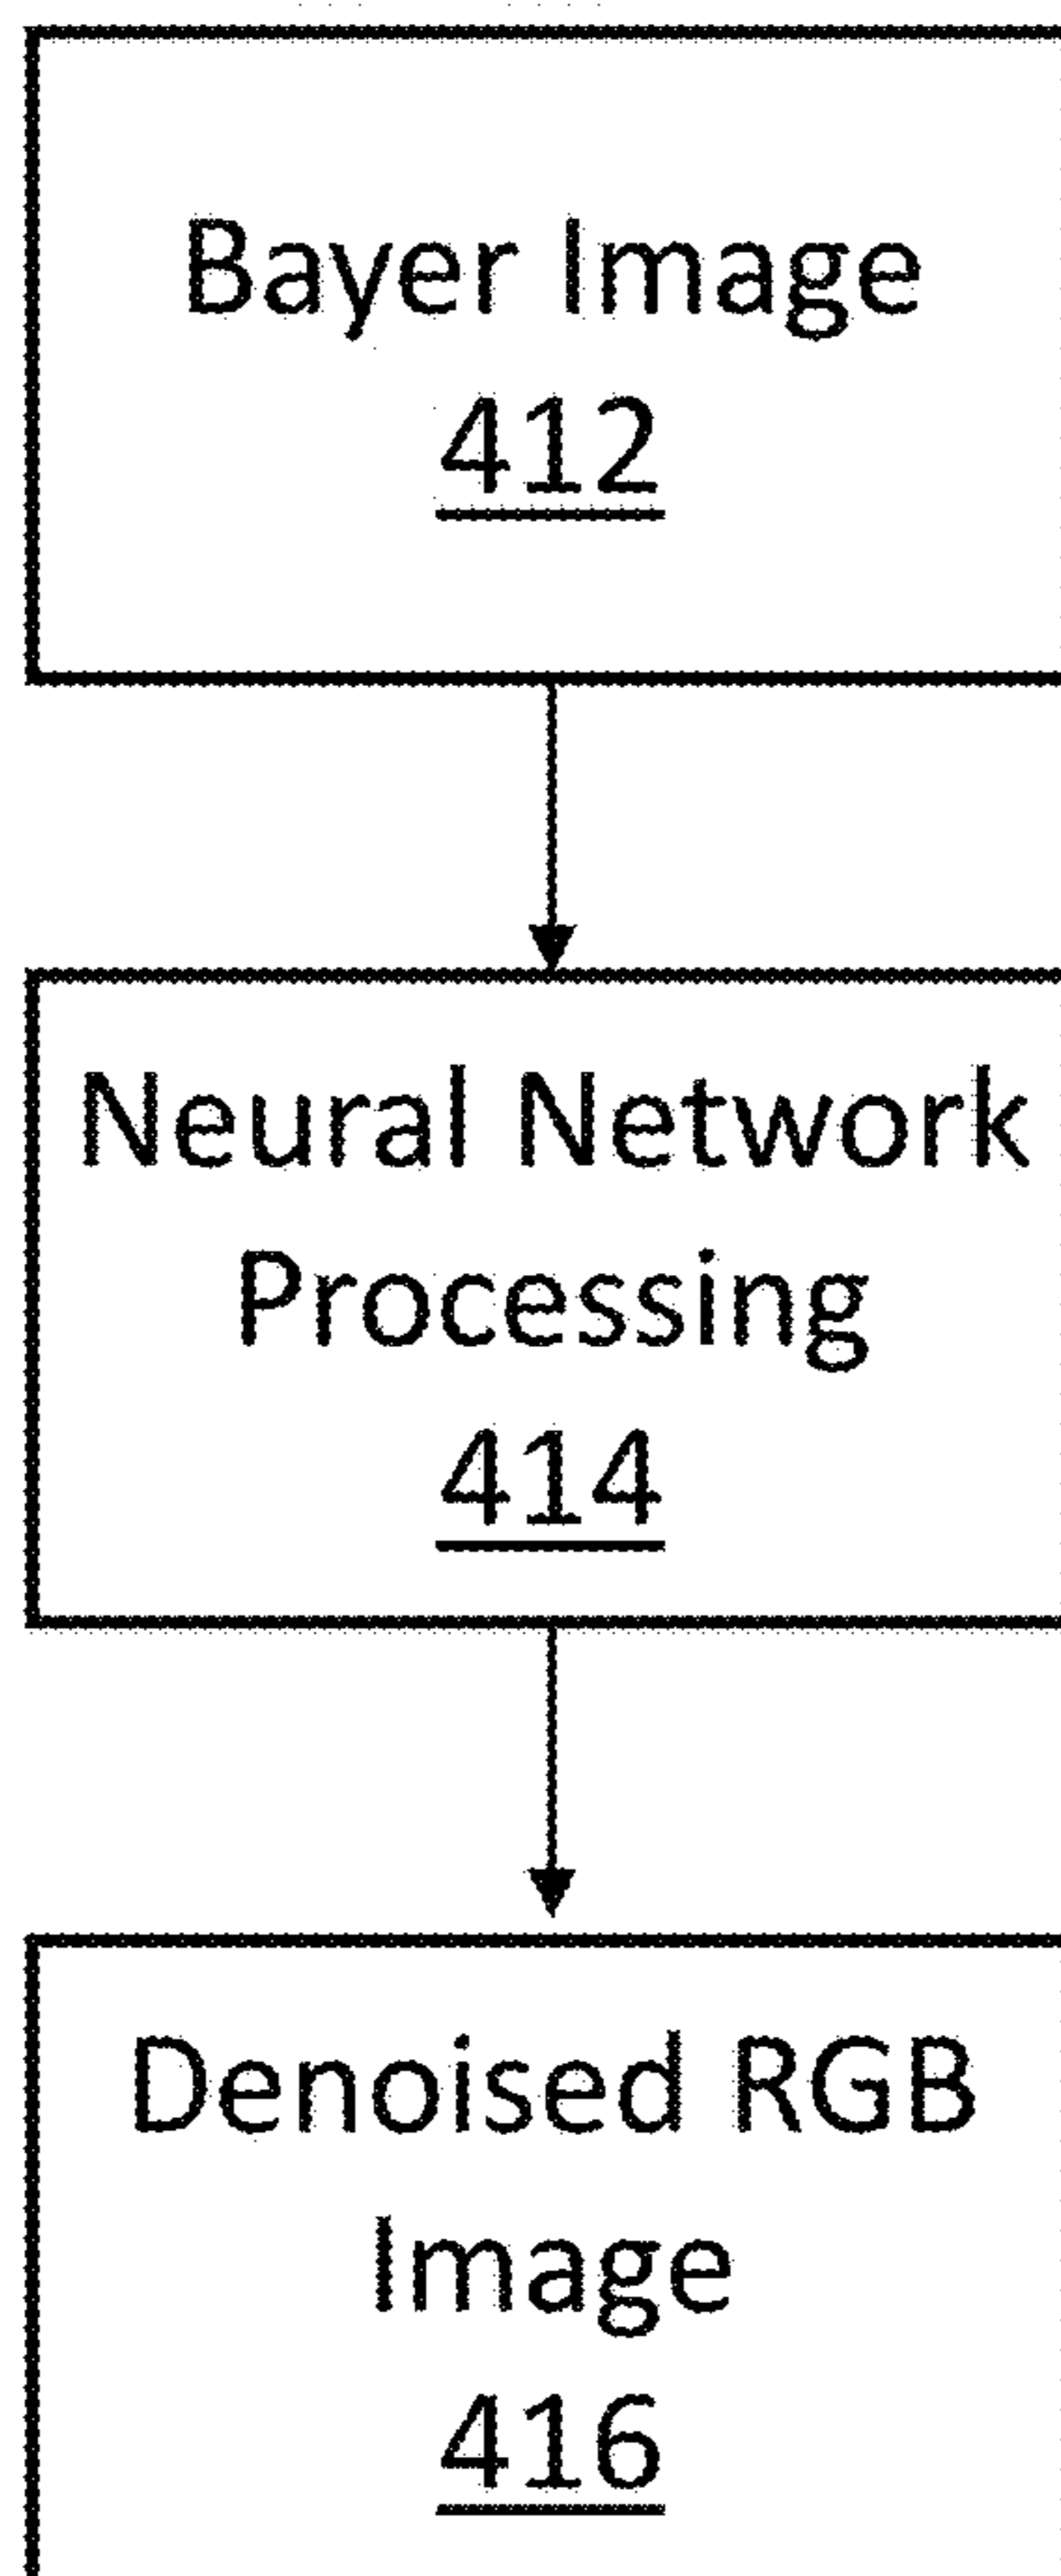 Bayer Image
412
Neural Network
Processing
414
Denoised RGB
Image
416